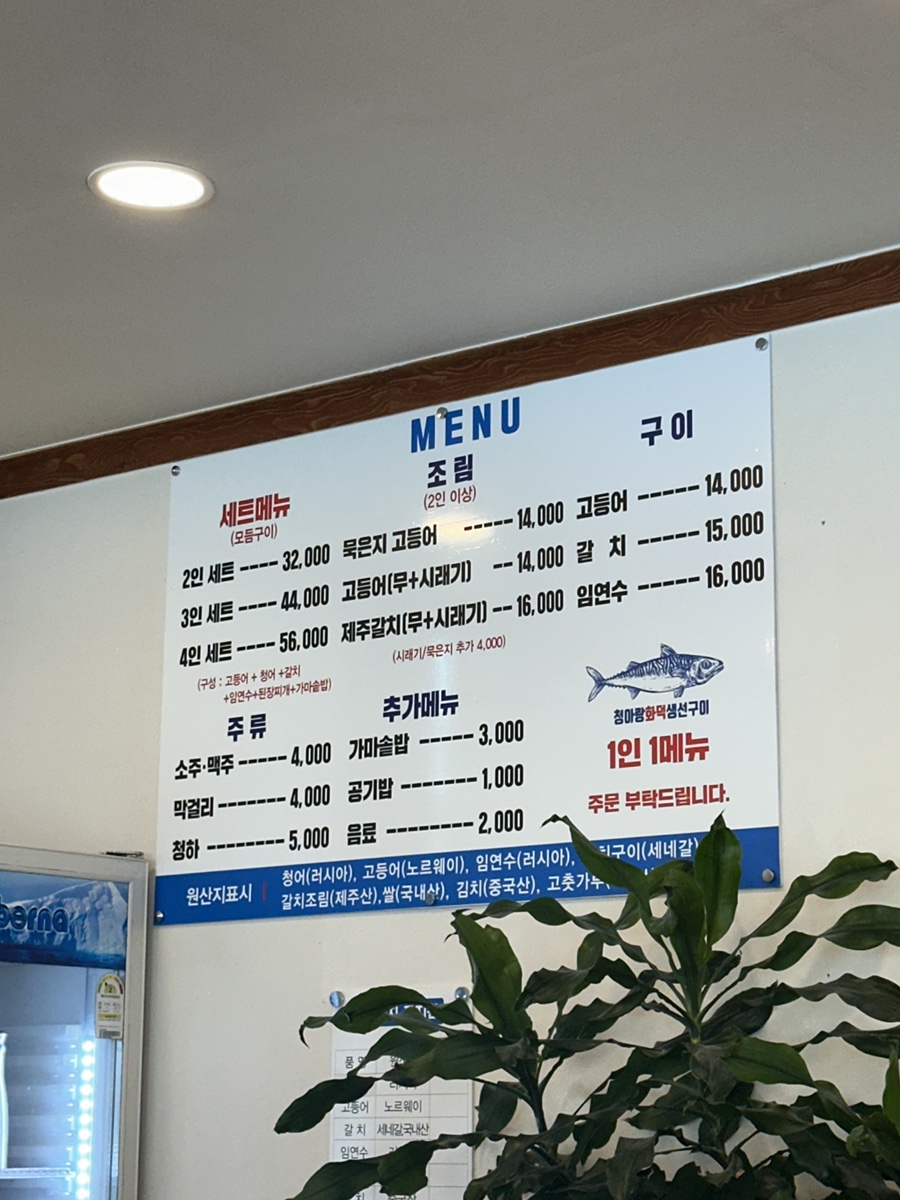 MENU
세트메뉴
(모듬구이)
2인 세트 ---- 32,000
3인 세트 ---- 44,000
4인 세트 ---- 56,000
(구성 : 고등어 + 청어 +갈치
+임연수+된장찌개+가마솥밥)
조림
(2인 이상)
묵은지 고등어 ----- 14,000
고등어(무+시래기) -- 14,000
제주갈치(무+시래기) -- 16,000
(시래기/묵은지 추가 4,000)
구이
고등어 ------ 14,000
갈 치 ------ 15,000
임연수 ------ 16,000
주류
소주·맥주 ----- 4,000
막걸리 ------- 4,000
청하 -------- 5,000
추가메뉴
가마솥밥 ----- 3,000
공기밥 ------- 1,000
음료 -------- 2,000
청아랑화덕생선구이
1인 1메뉴
주문 부탁드립니다.
원산지표시
청어(러시아), 고등어(노르웨이), 임연수(러시아), 구이(세네갈)
갈치조림(제주산),쌀(국내산), 김치(중국산), 고춧가루
berna
고등어 노르웨이
갈 치 세네갈,국내산
임연수